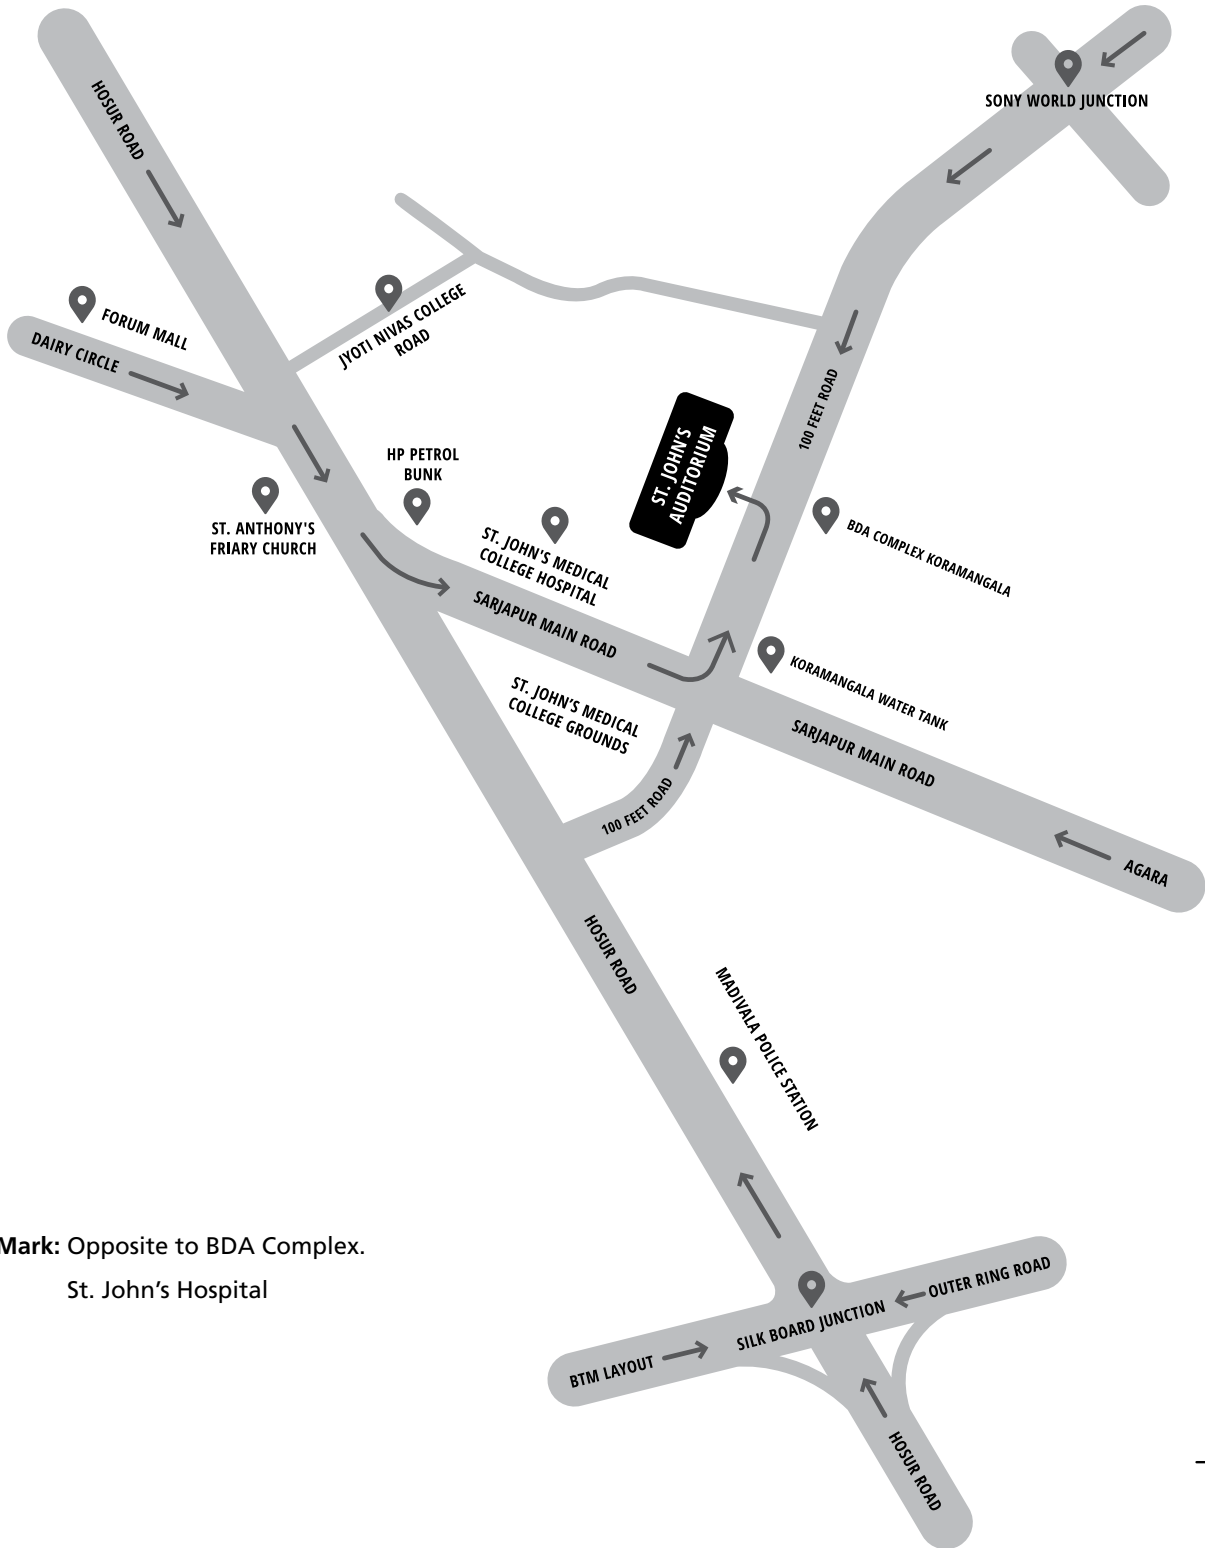 HOSUR ROAD
SONY WORLD JUNCTION
FORUM MALL
DAIRY CIRCLE
JYOTI NIVAS COLLEGE
ROAD
100 FEET ROAD
ST. JOHN'S
AUDITORIUM
HP PETROL
BUNK
ST. ANTHONY'S
FRIARY CHURCH
ST. JOHN'S MEDICAL
COLLEGE HOSPITAL
BDA COMPLEX KORAMANGALA
SARJAPUR MAIN ROAD
KORAMANGALA WATER TANK
ST. JOHN'S MEDICAL
COLLEGE GROUNDS
SARJAPUR MAIN ROAD
100 FEET ROAD
AGARA
HOSUR ROAD
MADIVALA POLICE STATION
Mark: Opposite to BDA Complex.
St. John's Hospital
OUTER RING ROAD
SILK BOARD JUNCTION
BTM LAYOUT
HOSUR ROAD